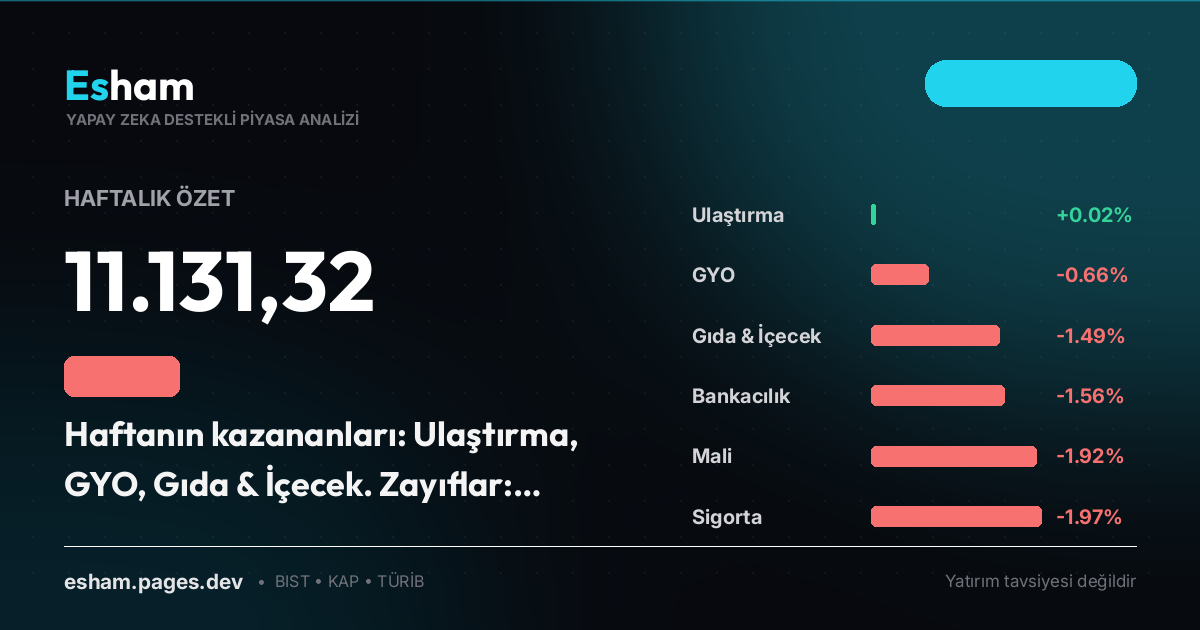 Esham
YAPAY ZEKA DESTEKLİ PİYASA ANALİZİ
HAFTALIK ÖZET
11.131,32
Haftanın kazananları: Ulaştırma,
GYO, Gıda & İçecek. Zayıflar:...
Ulaştırma +0.02%
GYO -0.66%
Gıda & İçecek -1.49%
Bankacılık -1.56%
Mali -1.92%
Sigorta -1.97%
esham.pages.dev • BIST • KAP • TÜRİB
Yatırım tavsiyesi değildir